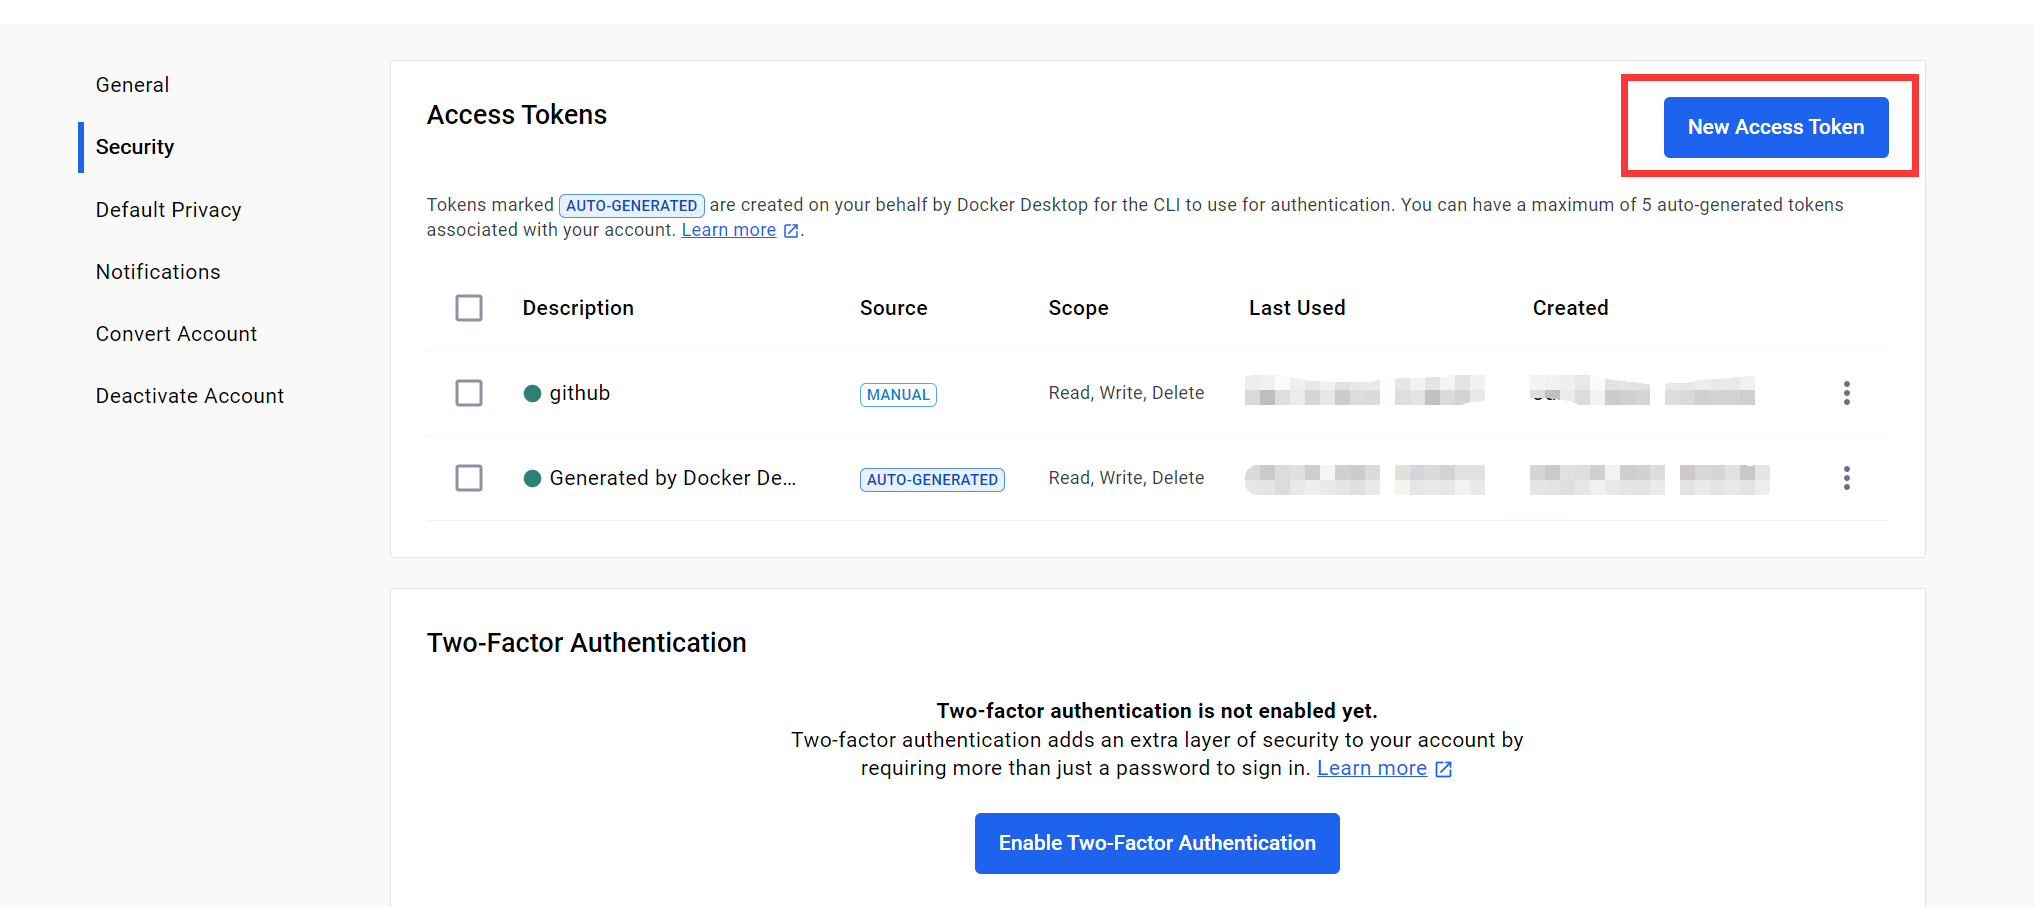 General
Security
Default Privacy
Notifications
Convert Account
Deactivate Account
Access Tokens
New Access Token
Tokens marked AUTO-GENERATED are created on your behalf by Docker Desktop for the CLI to use for authentication. You can have a maximum of 5 auto-generated tokens
associated with your account. Learn more.
Description Source Scope Last Used Created
github MANUAL Read, Write, Delete
Generated by Docker De... AUTO-GENERATED Read, Write, Delete
Two-Factor Authentication
Two-factor authentication is not enabled yet.
Two-factor authentication adds an extra layer of security to your account by
requiring more than just a password to sign in. Learn more
Enable Two-Factor Authentication